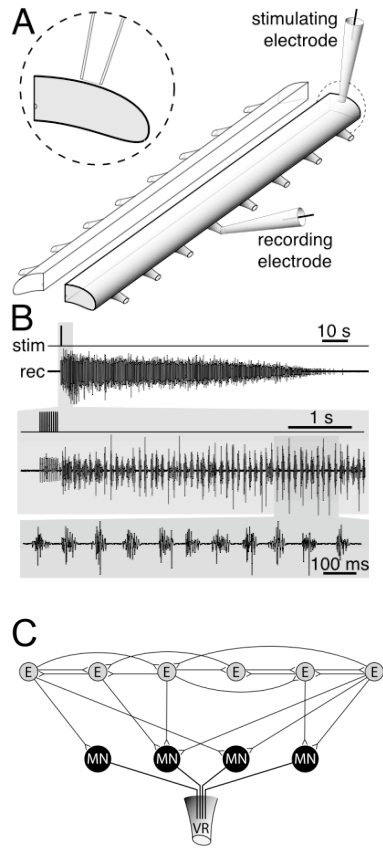 A
stimulating
electrode
recording
electrode
B
10 s
stim
rec
1 s
100 ms
C
E E E E E E
MN MN MN MN
VR